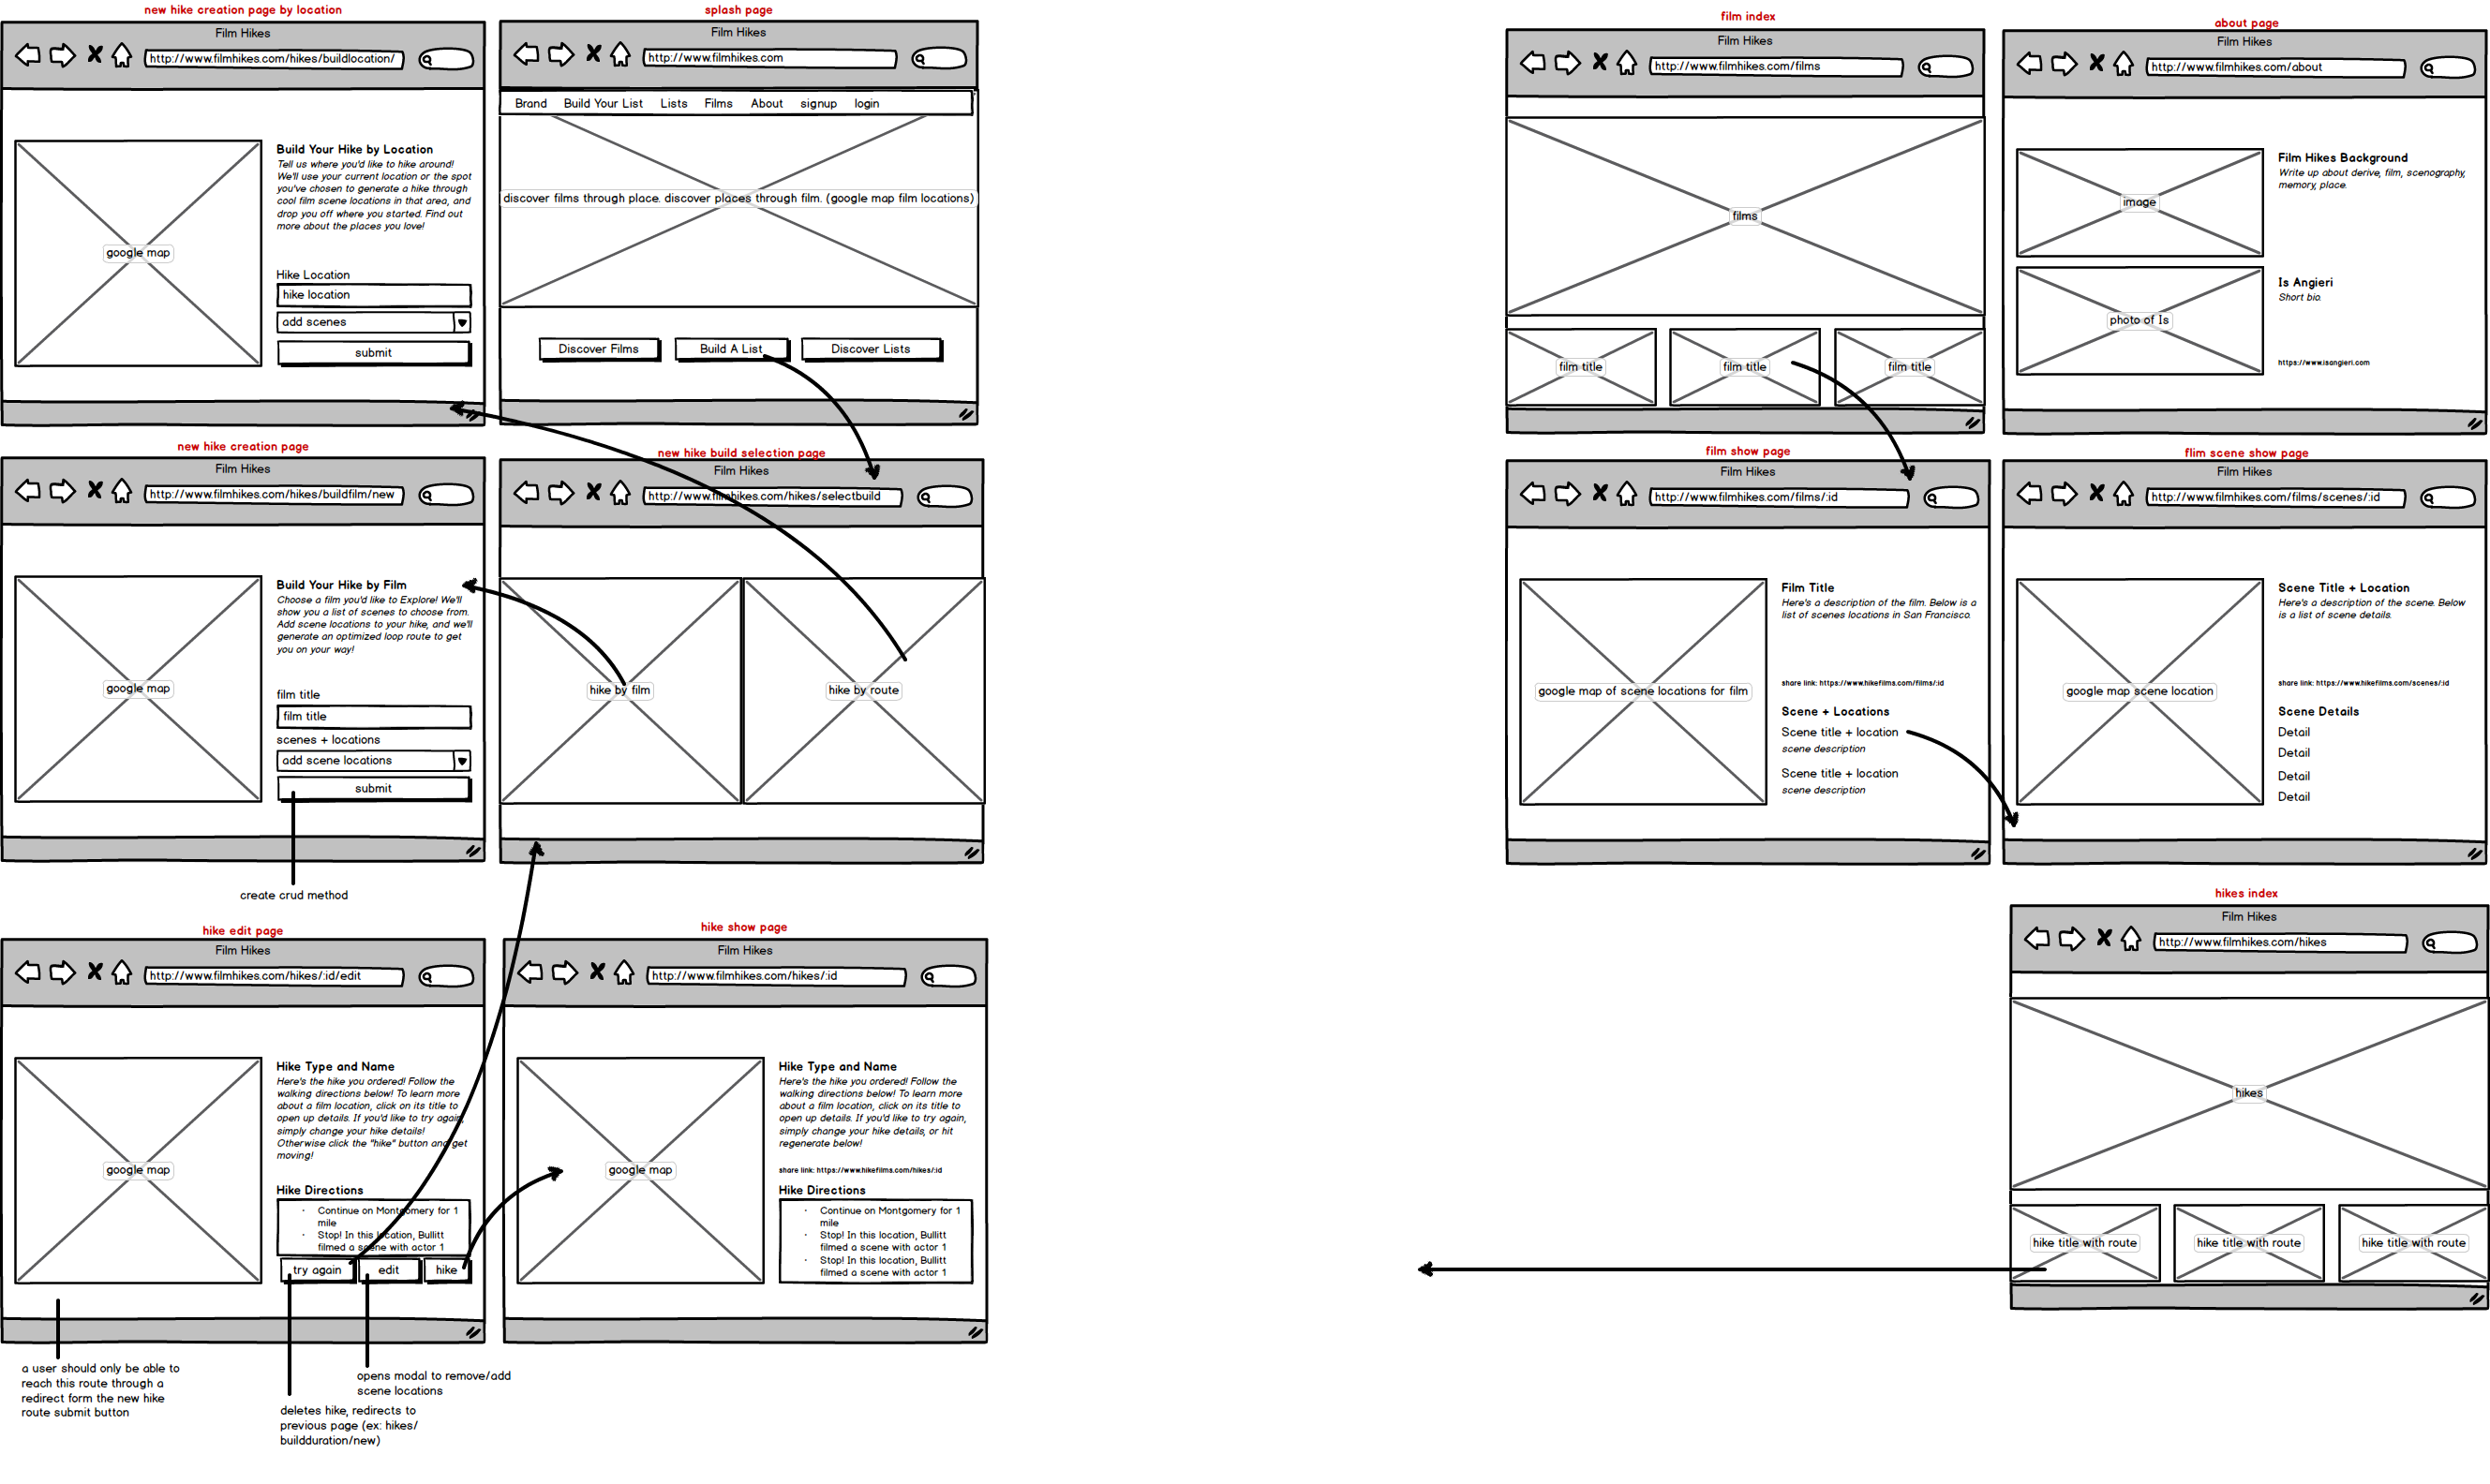 new hike creation page by location
Film Hikes
http://www.filmhikes.com/hikes/buildlocation/
google map
Build Your Hike by Location
Tell us where you'd like to hike around!
We'll use your current location or the spot
you've chosen to generate a hike through
cool film scene locations in that area, and
drop you off where you started. Find out
more about the places you love!
Hike Location
hike location
add scenes
submit
splash page
Film Hikes
http://www.filmhikes.com
Brand Build Your List Lists Films About signup login
discover films through place. discover places through film. (google map film locations)
Discover Films
Build A List
Discover Lists
film index
Film Hikes
http://www.filmhikes.com/films
films
film title
film title
film title
about page
Film Hikes
http://www.filmhikes.com/about
image
Film Hikes Background
Write up about derive, film, scenography,
memory, place.
photo of Is
Is Angieri
Short bio.
https://www.isangieri.com
new hike creation page
Film Hikes
http://www.filmhikes.com/hikes/buildfilm/new
google map
Build Your Hike by Film
Choose a film you'd like to Explore! We'll
show you a list of scenes to choose from.
Add scene locations to your hike, and we'll
generate an optimized loop route to get
you on your way!
film title
film title
scenes + locations
add scene locations
submit
create crud method
new hike build selection page
Film Hikes
http://www.filmhikes.com/hikes/selectbuild
hike by film
hike by route
film show page
Film Hikes
http://www.filmhikes.com/films/:id
google map of scene locations for film
Film Title
Here's a description of the film. Below is a
list of scenes locations in San Francisco.
share link: https://www.hikefilms.com/films/:id
Scene + Locations
Scene title + location
scene description
Scene title + location
scene description
flim scene show page
Film Hikes
http://www.filmhikes.com/films/scenes/:id
google map scene location
Scene Title + Location
Here's a description of the scene. Below
is a list of scene details.
share link: https://www.hikefilms.com/scenes/:id
Scene Details
Detail
Detail
Detail
Detail
hike edit page
Film Hikes
http://www.filmhikes.com/hikes/:id/edit
google map
Hike Type and Name
Here's the hike you ordered! Follow the
walking directions below! To learn more
about a film location, click on its title to
open up details. If you'd like to try again,
simply change your hike details!
Otherwise click the "hike" button and get
moving!
Hike Directions
· Continue on Montgomery for 1
mile
· Stop! In this location, Bullitt
filmed a scene with actor 1
try again
edit
hike
a user should only be able to
reach this route through a
redirect form the new hike
route submit button
opens modal to remove/add
scene locations
deletes hike, redirects to
previous page (ex: hikes/
buildduration/new)
hike show page
Film Hikes
http://www.filmhikes.com/hikes/:id
google map
Hike Type and Name
Here's the hike you ordered! Follow the
walking directions below! To learn more
about a film location, click on its title to
open up details. If you'd like to try again,
simply change your hike details, or hit
regenerate below!
share link: https://www.hikefilms.com/hikes/:id
Hike Directions
· Continue on Montgomery for 1
mile
· Stop! In this location, Bullitt
filmed a scene with actor 1
· Stop! In this location, Bullitt
filmed a scene with actor 1
hikes index
Film Hikes
http://www.filmhikes.com/hikes
hikes
hike title with route
hike title with route
hike title with route